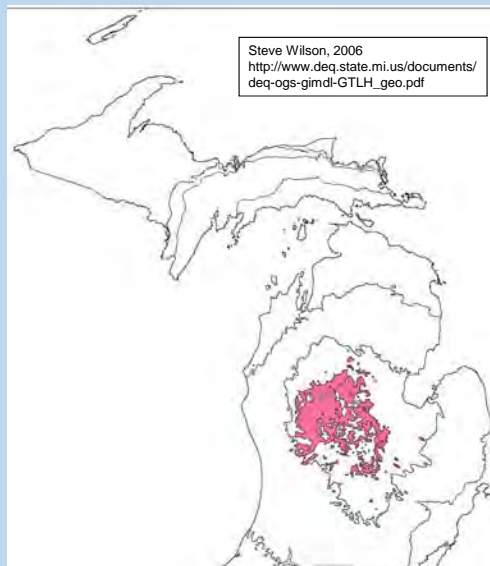 Steve Wilson, 2006
http://www.deq.state.mi.us/documents/
deq-ogs-gimdl-GTLH_geo.pdf